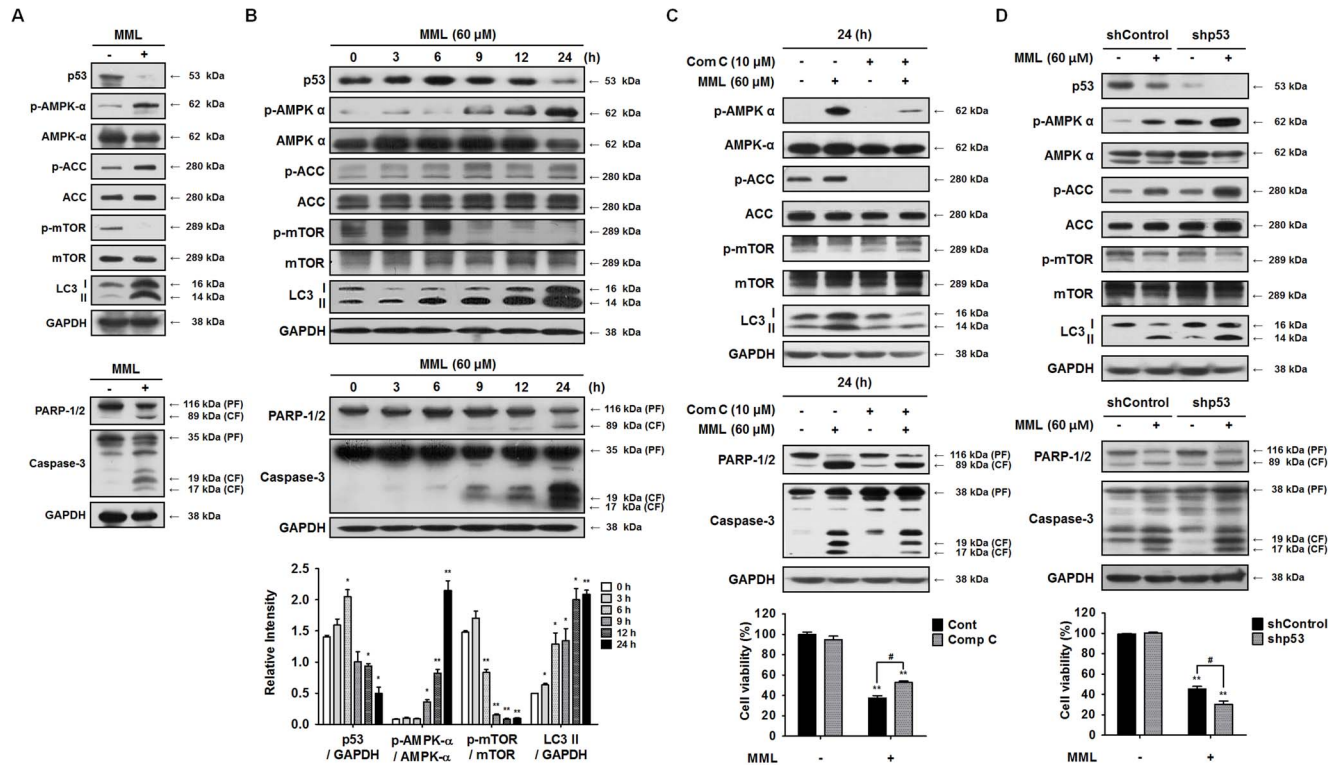 A
MML
- +
p53 ← 53 kDa
p-AMPK-α ← 62 kDa
AMPK-α ← 62 kDa
p-ACC ← 280 kDa
ACC ← 280 kDa
p-mTOR ← 289 kDa
mTOR ← 289 kDa
LC3 I ← 16 kDa
II ← 14 kDa
GAPDH ← 38 kDa
MML
- +
PARP-1/2 ← 116 kDa (PF)
← 89 kDa (CF)
← 35 kDa (PF)
Caspase-3
← 19 kDa (CF)
← 17 kDa (CF)
GAPDH ← 38 kDa
B
MML (60 µM)
0 3 6 9 12 24 (h)
p53 ← 53 kDa
p-AMPK α ← 62 kDa
AMPK α ← 62 kDa
p-ACC ← 280 kDa
ACC ← 280 kDa
p-mTOR ← 289 kDa
mTOR ← 289 kDa
LC3 I ← 16 kDa
II ← 14 kDa
GAPDH ← 38 kDa
MML (60 µM)
0 3 6 9 12 24 (h)
PARP-1/2 ← 116 kDa (PF)
← 89 kDa (CF)
← 35 kDa (PF)
Caspase-3
← 19 kDa (CF)
← 17 kDa (CF)
GAPDH ← 38 kDa
Relative Intensity
2.5
2.0
1.5
1.0
0.5
0.0
* * * * ** ** ** ** ** ** * * * * **
0 h
3 h
6 h
9 h
12 h
24 h
p53 p-AMPK-α p-mTOR LC3 II
/ GAPDH / AMPK-α / mTOR / GAPDH
C
24 (h)
Com C (10 µM) - - + +
MML (60 µM) - + - +
p-AMPK α ← 62 kDa
AMPK-α ← 62 kDa
p-ACC ← 280 kDa
ACC ← 280 kDa
p-mTOR ← 289 kDa
mTOR ← 289 kDa
LC3 I ← 16 kDa
II ← 14 kDa
GAPDH ← 38 kDa
24 (h)
Com C (10 µM) - - + +
MML (60 µM) - + - +
PARP-1/2 ← 116 kDa (PF)
← 89 kDa (CF)
← 38 kDa (PF)
Caspase-3
← 19 kDa (CF)
← 17 kDa (CF)
GAPDH ← 38 kDa
Cell viability (%)
120
100
80
60
40
20
0
Cont
Comp C
#
** **
MML - +
D
shControl shp53
MML (60 µM) - + - +
p53 ← 53 kDa
p-AMPK α ← 62 kDa
AMPK α ← 62 kDa
p-ACC ← 280 kDa
ACC ← 280 kDa
p-mTOR ← 289 kDa
mTOR ← 289 kDa
LC3 I ← 16 kDa
II ← 14 kDa
GAPDH ← 38 kDa
shControl shp53
MML (60 µM) - + - +
PARP-1/2 ← 116 kDa (PF)
← 89 kDa (CF)
← 38 kDa (PF)
Caspase-3
← 19 kDa (CF)
← 17 kDa (CF)
GAPDH ← 38 kDa
Cell viability (%)
120
100
80
60
40
20
0
shControl
shp53
#
** **
MML - +